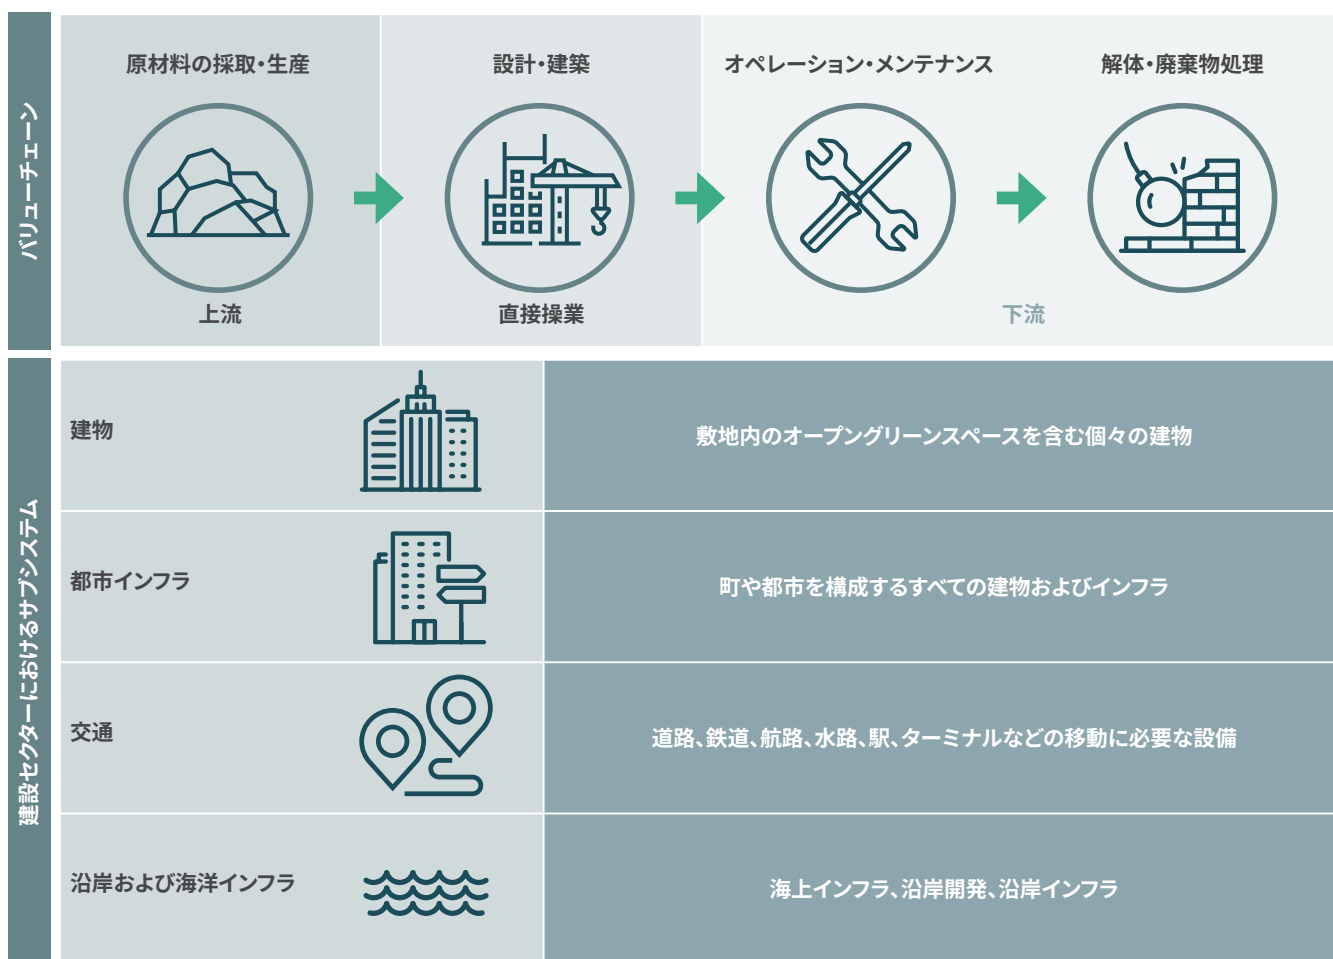 バリューチェーン
原材料の採取・生産
設計・建築
オペレーション・メンテナンス
解体・廃棄物処理
上流
直接操業
下流
建設セクターにおけるサブシステム
建物
敷地内のオープングリーンスペースを含む個々の建物
都市インフラ
町や都市を構成するすべての建物およびインフラ
交通
道路、鉄道、航路、水路、駅、ターミナルなどの移動に必要な設備
沿岸および海洋インフラ
海上インフラ、沿岸開発、沿岸インフラ